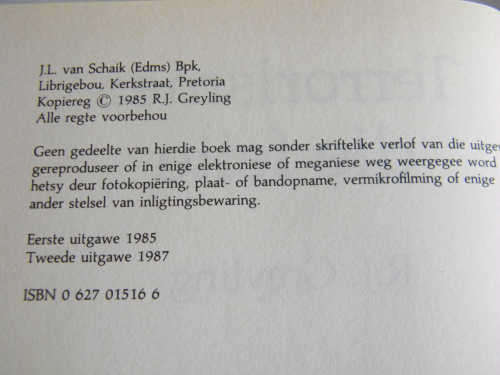 J.L. van Schaik (Edms) Bpk,
Librigebou, Kerkstraat, Pretoria
Kopiereg © 1985 R.J. Greyling
Alle regte voorbehou
Geen gedeelte van hierdie boek mag sonder skriftelike verlof van die uitgew
gereproduseer of in enige elektroniese of meganiese weg weergegee word
hetsy deur fotokopiëring, plaat- of bandopname, vermikrofilming of enige
ander stelsel van inligtingsbewaring.
Eerste uitgawe 1985
Tweede uitgawe 1987
ISBN 0 627 01516 6